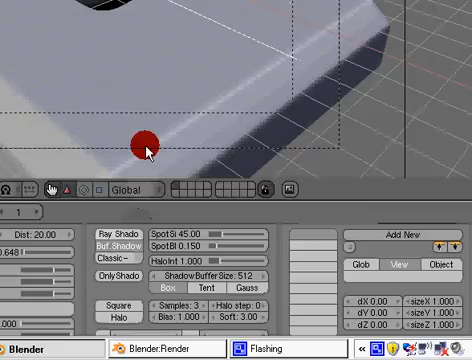 Global
1
Dist: 20.00
0.648
Ray Shado
Buf.Shadow
Classic-
OnlyShado
Square
Halo
SpotSi 45.00
SpotBl 0.150
HaloInt 1.000
ShadowBufferSize: 512
Box Tent Gauss
Samples: 3 Halo step: 0
Bias: 1.000 Soft: 3.00
Add New
Glob View Object
dX 0.00 sizeX 1.000
dY 0.00 sizeY 1.000
dZ 0.00 sizeZ 1.000
.000
Blender Blender:Render Flashing